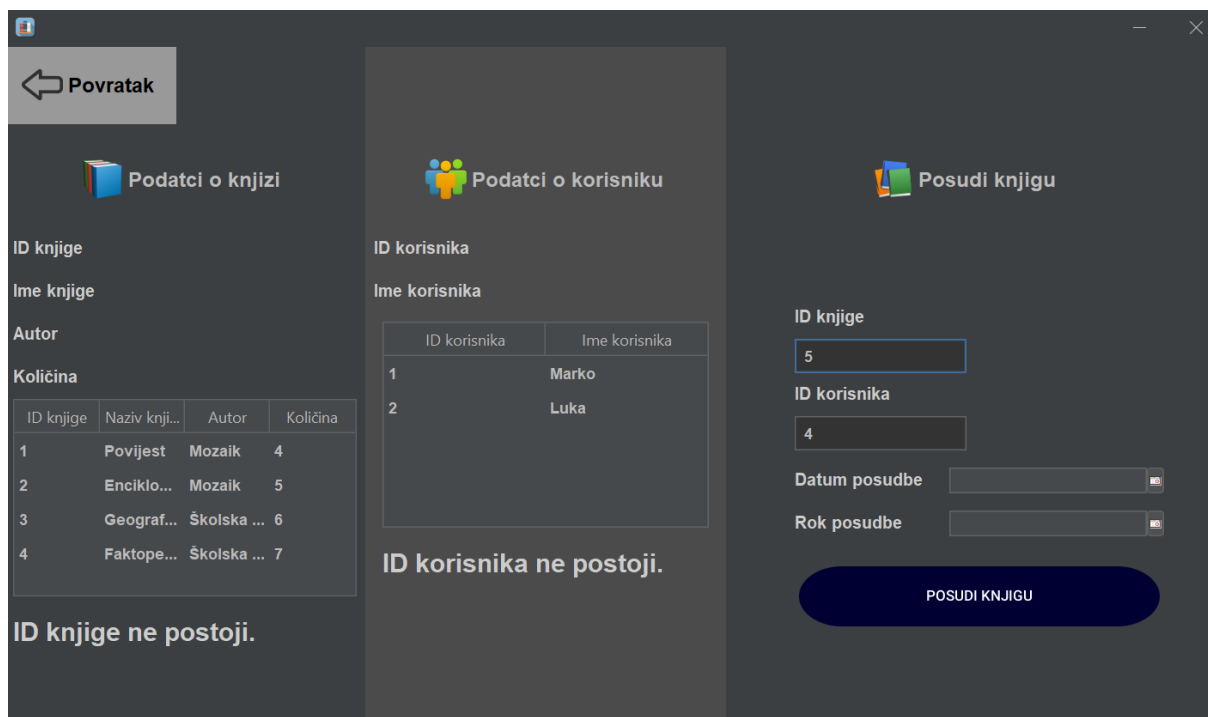 Povratak
Podatci o knjizi
ID knjige
Ime knjige
Autor
Količina
ID knjige Naziv knji... Autor Količina
1 Povijest Mozaik 4
2 Enciklo... Mozaik 5
3 Geograf... Školska ... 6
4 Faktope... Školska ... 7
ID knjige ne postoji.
Podatci o korisniku
ID korisnika
Ime korisnika
ID korisnika Ime korisnika
1 Marko
2 Luka
ID korisnika ne postoji.
Posudi knjigu
ID knjige
5
ID korisnika
4
Datum posudbe
Rok posudbe
POSUDI KNJIGU